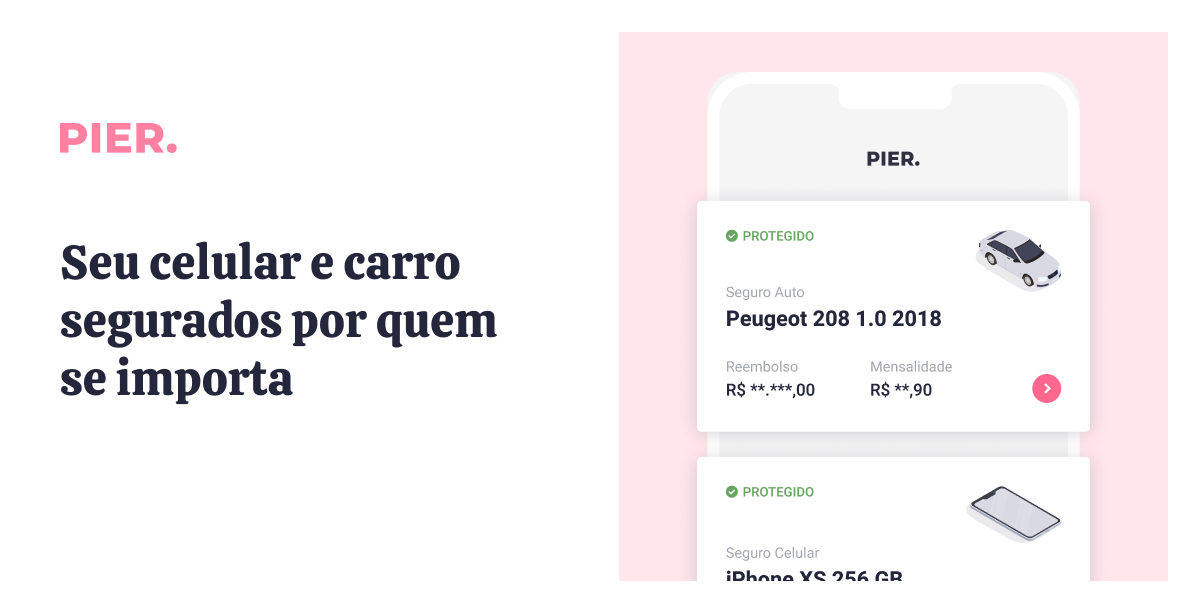 PIER.
Seu celular e carro
segurados por quem
se importa
PIER.
PROTEGIDO
Seguro Auto
Peugeot 208 1.0 2018
Reembolso Mensalidade
R$ **.***,00 R$ **,90
PROTEGIDO
Seguro Celular
iPhone XS 256 GB